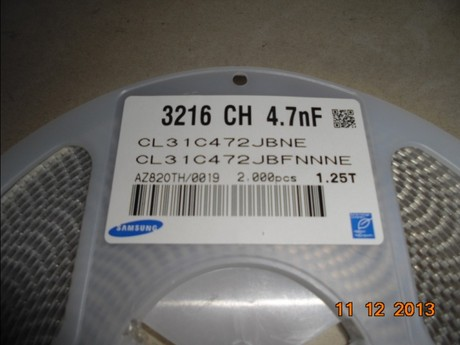 3216 CH 4.7nF
CL31C472JBNE
CL31C472JBFNNNE
AZ820TH/0019 2.000pcs 1.25T
SAMSUNG
11 12 2013